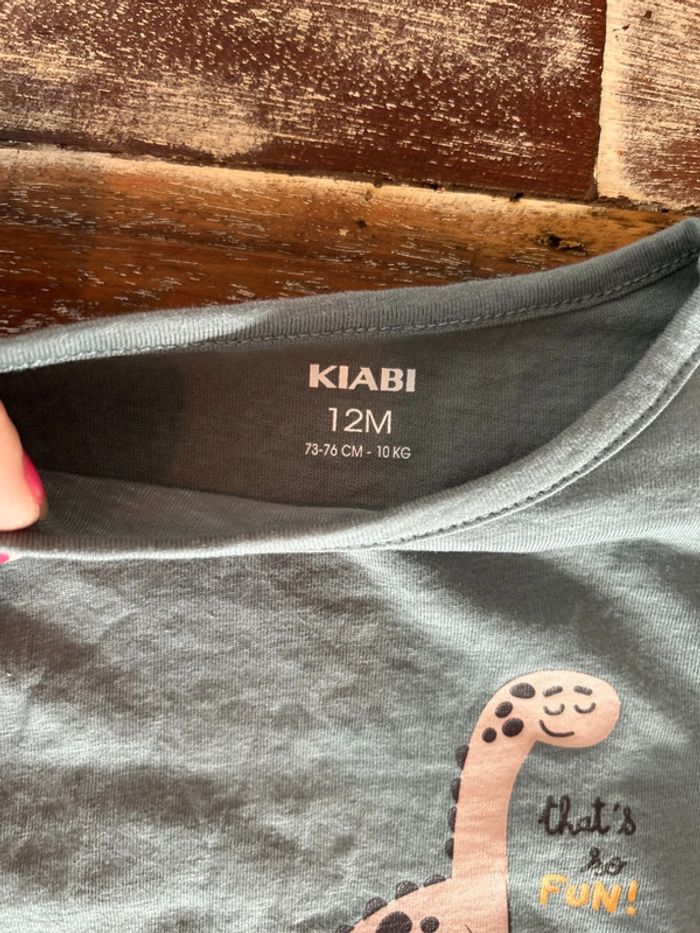 KIABI
12M
73-76 CM - 10 KG
that's
so
FUN!